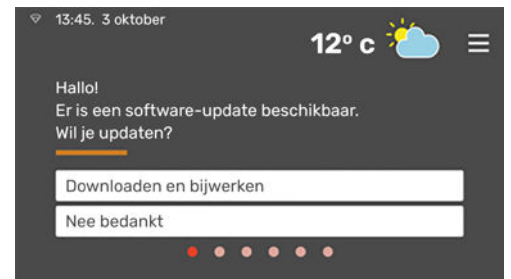 13:45. 3 oktober
12º c
Hallo!
Er is een software-update beschikbaar.
Wil je updaten?
Downloaden en bijwerken
Nee bedankt